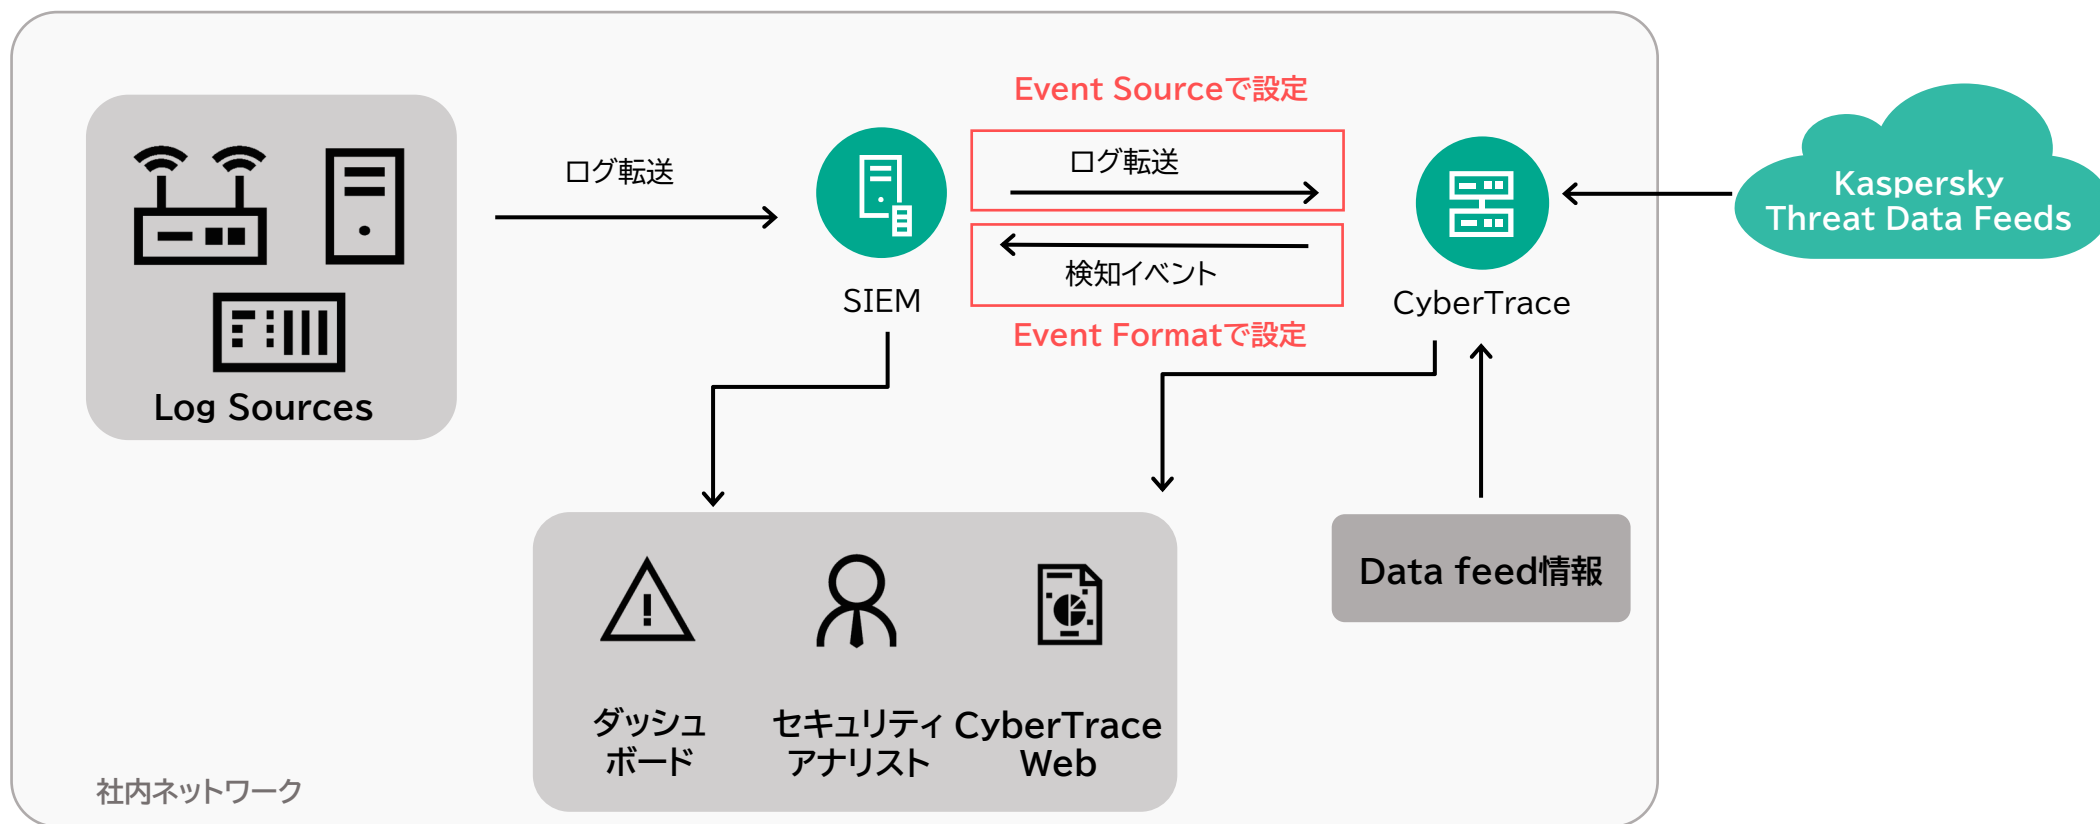 Event Sourceで設定
ログ転送
ログ転送
Kaspersky
Threat Data Feeds
検知イベント
SIEM
CyberTrace
Event Formatで設定
Log Sources
Data feed情報
ダッシュ
ボード
セキュリティ
アナリスト
CyberTrace
Web
社内ネットワーク